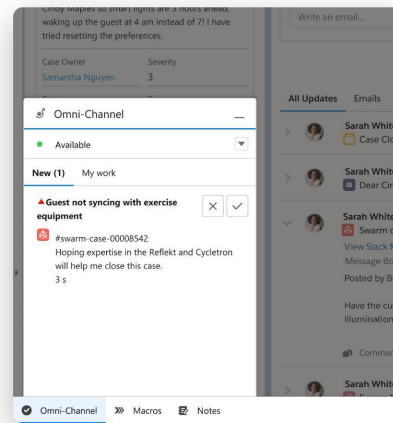 Cindy Maples so smart lights are 3 hours ahead,
waking up the guest at 4 am instead of 7! I have
tried resetting the preferences.
Case Owner
Severity
Samantha Nguyen
3
Omni-Channel
Available
New (1)
My work
Guest not syncing with exercise
equipment
#swarm-case-00008542
Hoping expertise in the Reflekt and Cycletron
will help me close this case.
3 s
Omni-Channel
Macros
Notes
Write an email...
All Updates
Emails
Sarah White
Case Clo
Sarah White
Dear Cin
Sarah White
Swarm c
View Slack M
Message Bo
Posted by B
Have the cu
illumination
Commen
Sarah White